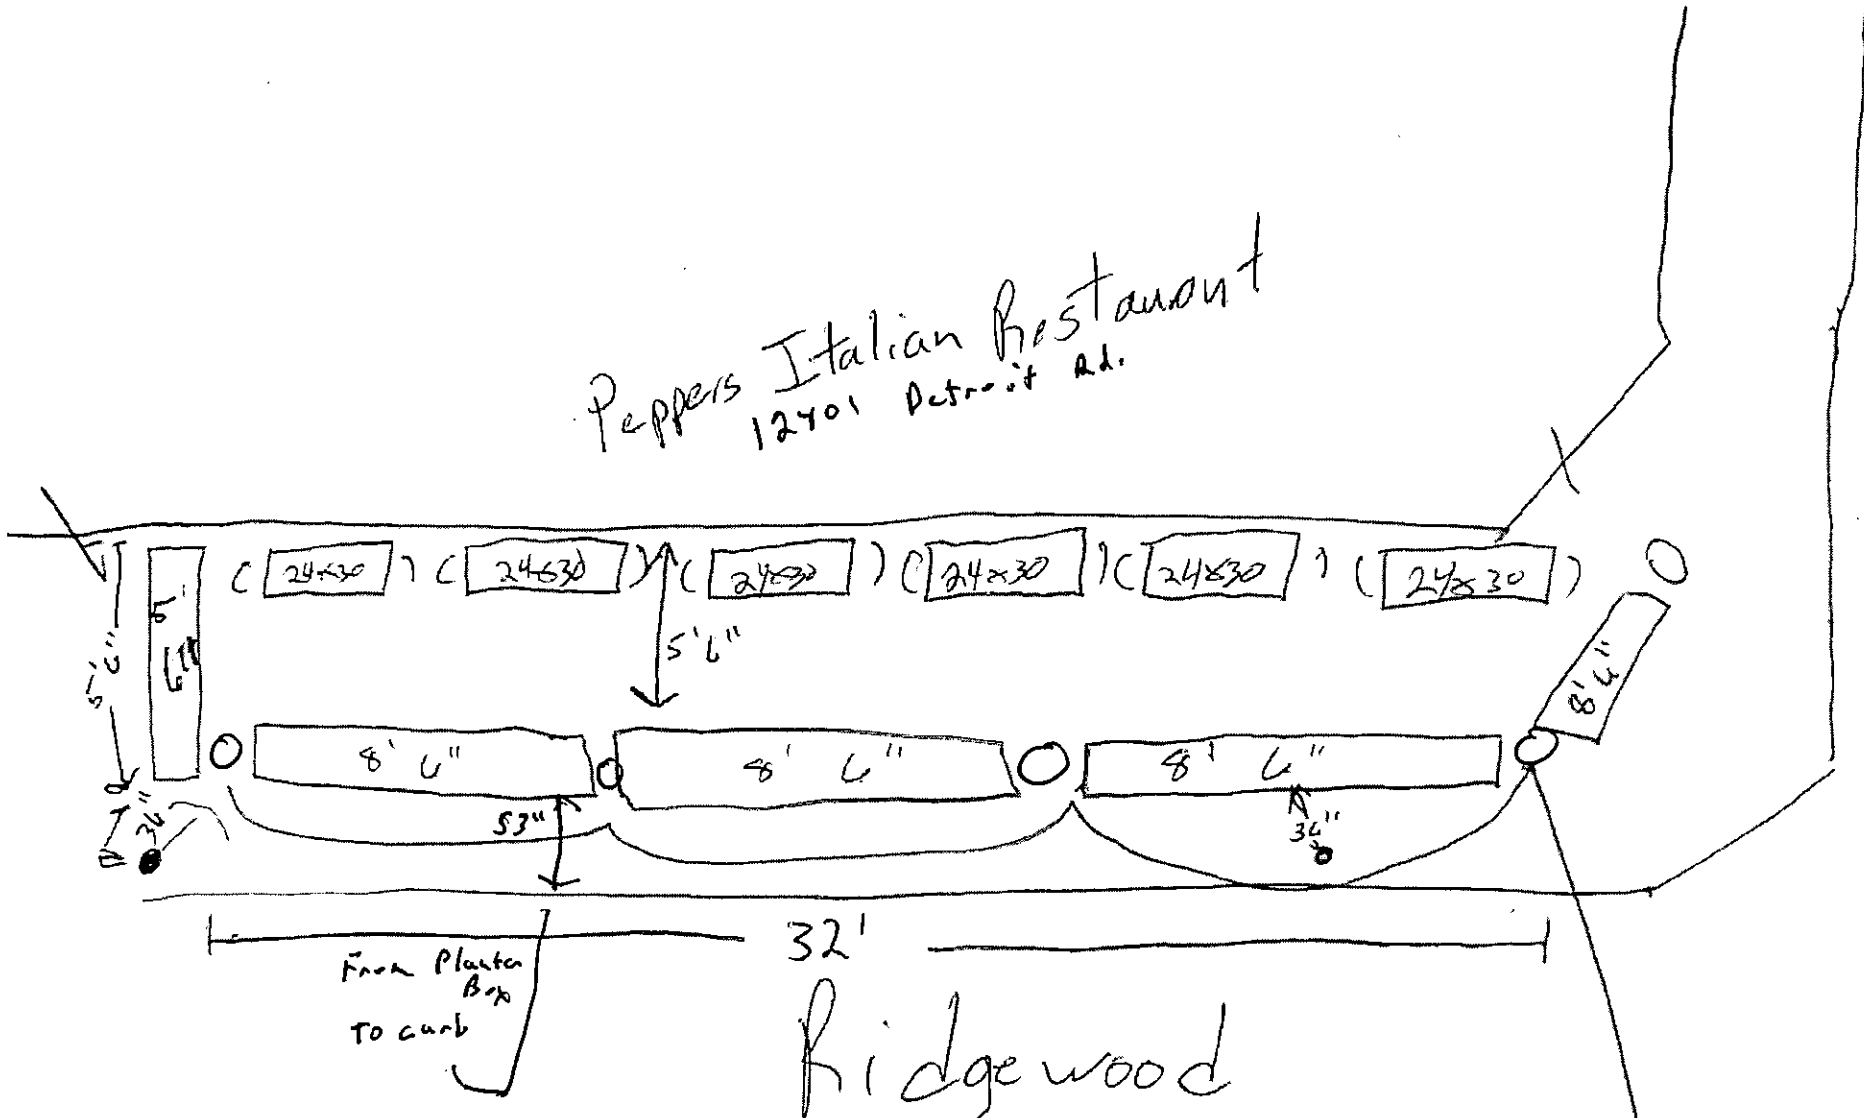 Peppers Italian Restaurant
12401 Detroit Rd.
24x30
24x30
24x30
24x30
24x30
24x30
5' 6"
5' 6"
5' 6"
8' 6"
8' 6"
8' 6"
8' 6"
36"
53"
36"
32'
From Planter
Box
To curb
Ridgewood